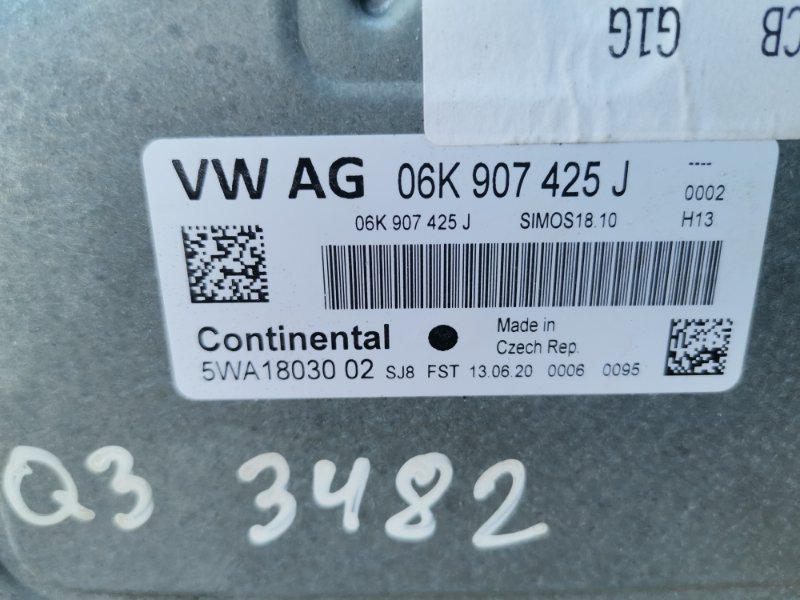 G1G CB
VW AG 06K 907 425 J ----
0002
06K 907 425 J SIMOS18.10 H13
Continental
Made in
Czech Rep.
5WA18030 02 SJ8 FST 13.06.20 0006 0095
Q3 3482